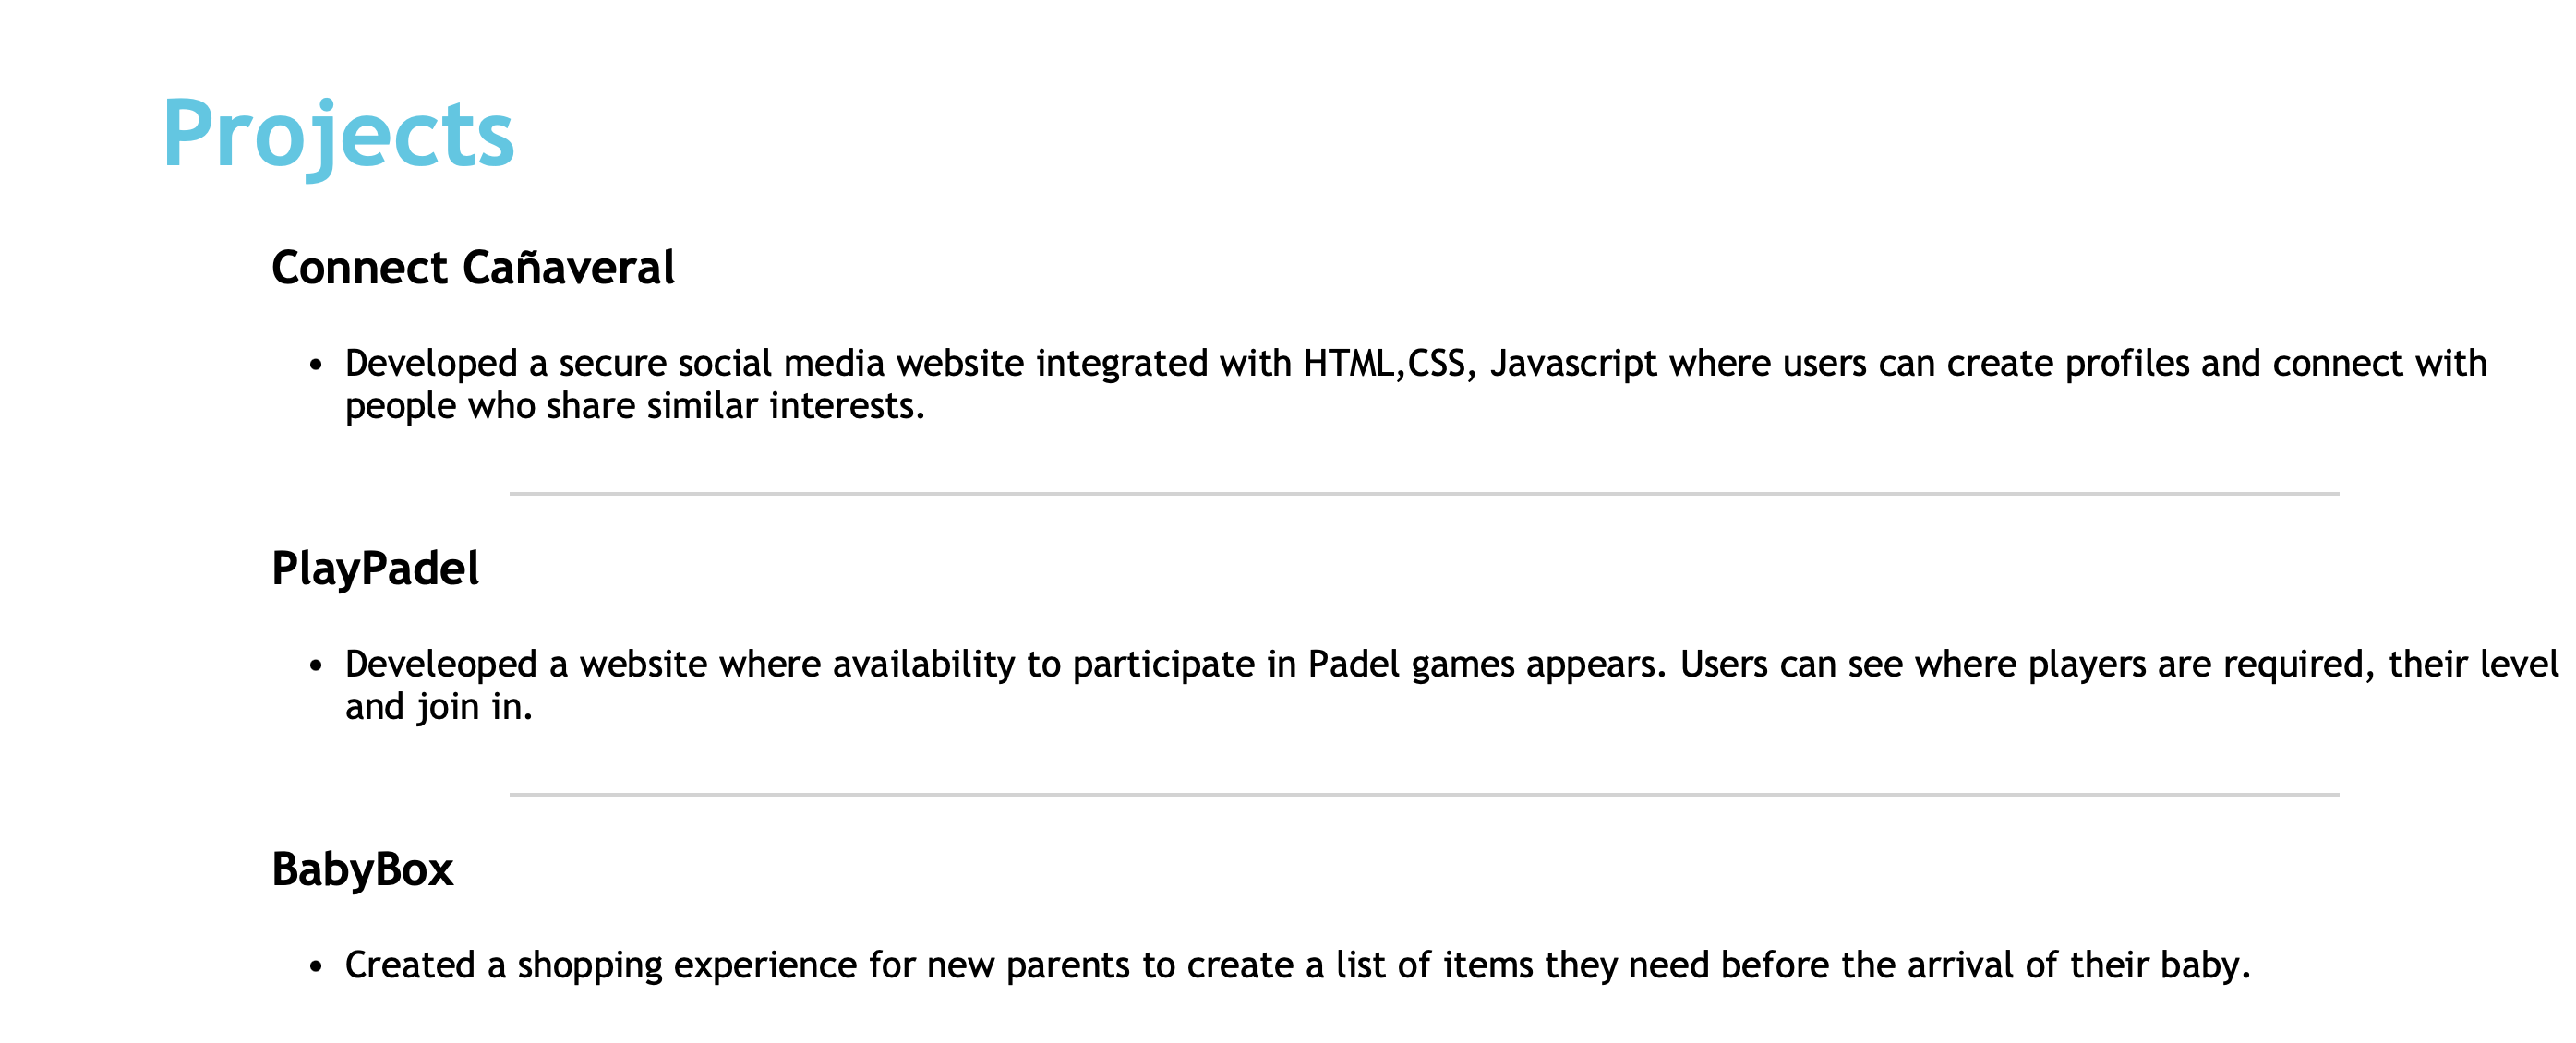 Projects
Connect Cañaveral
• Developed a secure social media website integrated with HTML,CSS, Javascript where users can create profiles and connect with
people who share similar interests.
PlayPadel
• Develeoped a website where availability to participate in Padel games appears. Users can see where players are required, their level
and join in.
BabyBox
• Created a shopping experience for new parents to create a list of items they need before the arrival of their baby.